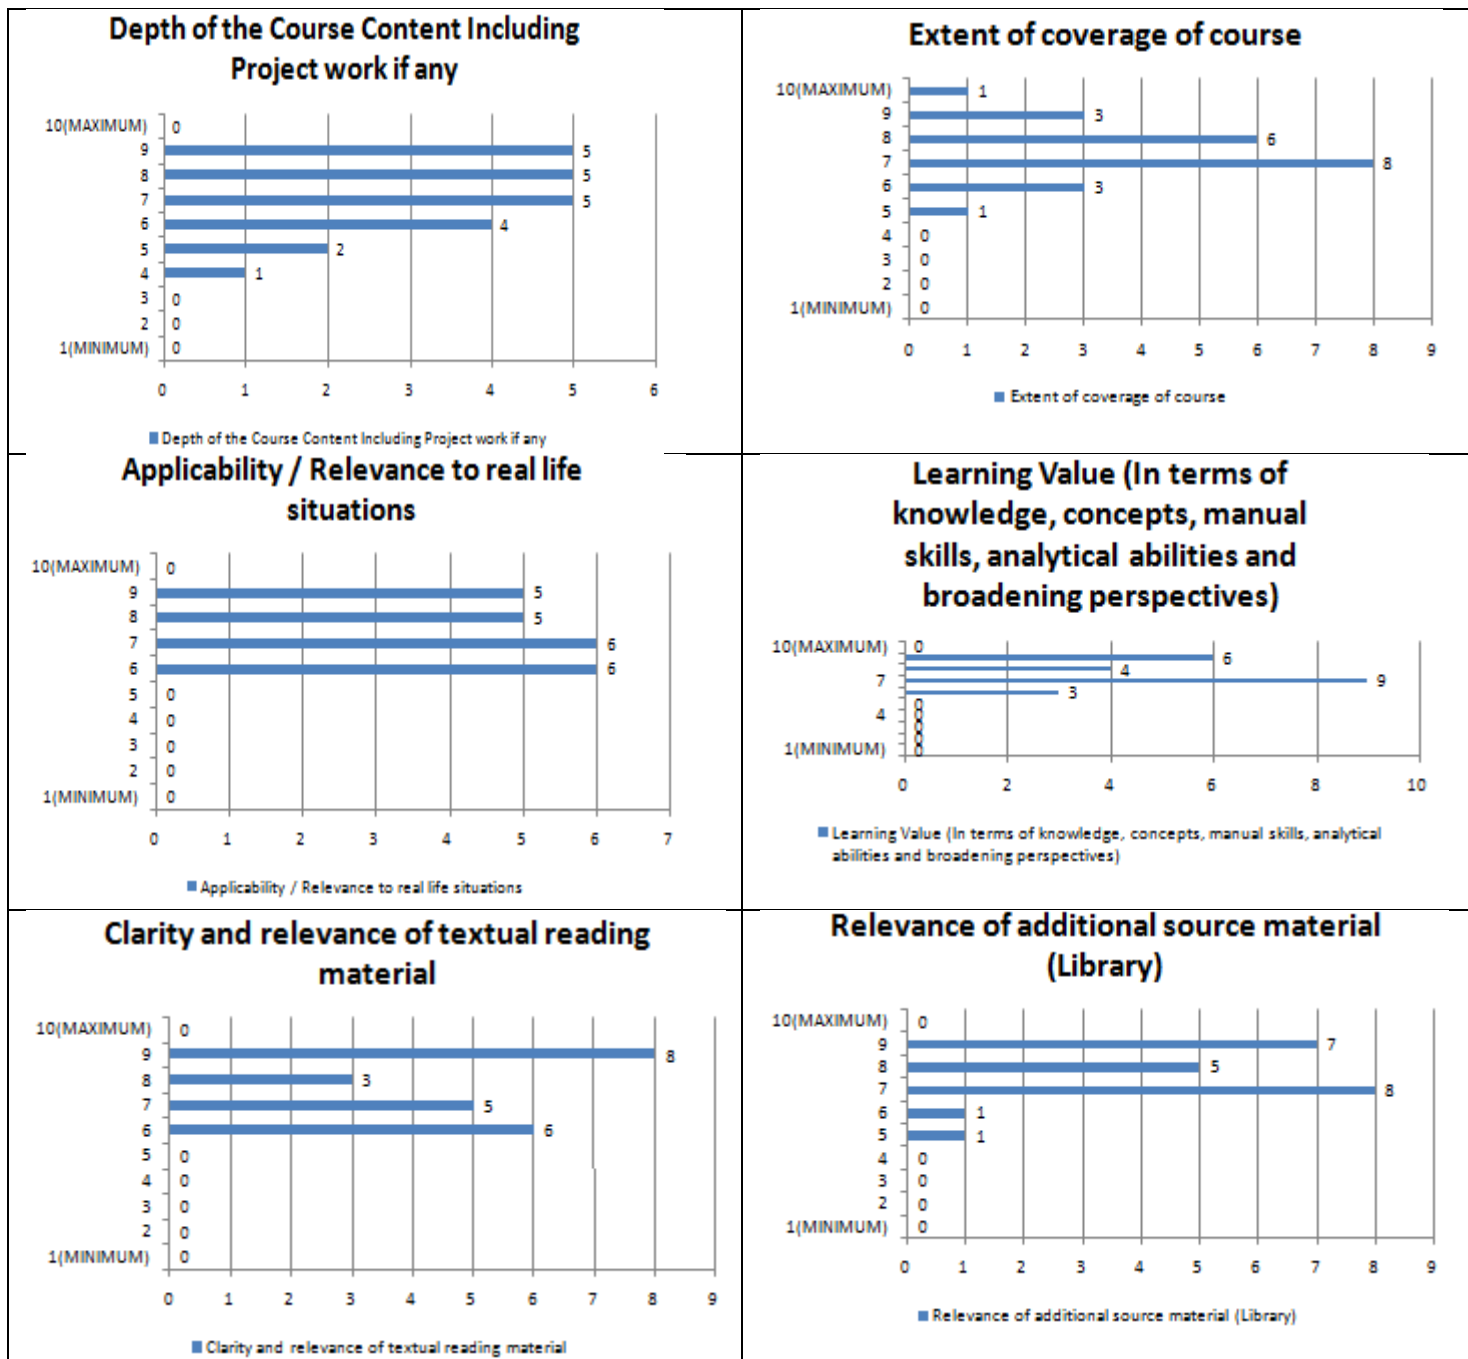 Depth of the Course Content Including
Project work if any
10(MAXIMUM) 0
9 5
8 5
7 5
6 4
5 2
4 1
3 0
2 0
1(MINIMUM) 0
0 1 2 3 4 5 6
Depth of the Course Content Including Project work if any
Extent of coverage of course
10(MAXIMUM) 1
9 3
8 6
7 8
6 3
5 1
4 0
3 0
2 0
1(MINIMUM) 0
0 1 2 3 4 5 6 7 8 9
Extent of coverage of course
Applicability / Relevance to real life
situations
10(MAXIMUM) 0
9 5
8 5
7 6
6 6
5 0
4 0
3 0
2 0
1(MINIMUM) 0
0 1 2 3 4 5 6 7
Applicability / Relevance to real life situations
Learning Value (In terms of
knowledge, concepts, manual
skills, analytical abilities and
broadening perspectives)
10(MAXIMUM) 0
6
4
7 9
3
0
4 0
0
0
1(MINIMUM) 0
0 2 4 6 8 10
Learning Value (In terms of knowledge, concepts, manual skills, analytical
abilities and broadening perspectives)
Clarity and relevance of textual reading
material
10(MAXIMUM) 0
9 8
8 3
7 5
6 6
5 0
4 0
3 0
2 0
1(MINIMUM) 0
0 1 2 3 4 5 6 7 8 9
Clarity and relevance of textual reading material
Relevance of additional source material
(Library)
10(MAXIMUM) 0
9 7
8 5
7 8
6 1
5 1
4 0
3 0
2 0
1(MINIMUM) 0
0 1 2 3 4 5 6 7 8 9
Relevance of additional source material (Library)